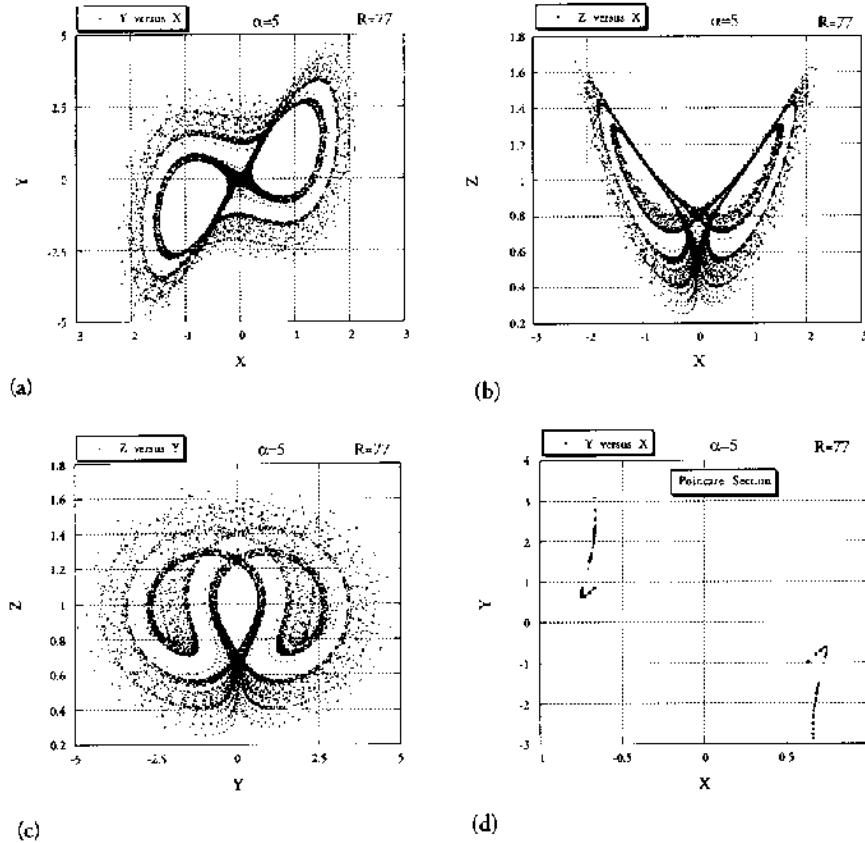 Y versus X
α=5
R=77
5
2.5
Y
0
-2.5
-5
-3 -2 -1 0 1 2 3
X
(a)
Z versus X
α=5
R=77
1.8
1.6
1.4
1.2
Z
1
0.8
0.6
0.4
0.2
-3 -2 -1 0 1 2 3
X
(b)
Z versus Y
α=5
R=77
1.8
1.6
1.4
1.2
Z
1
0.8
0.6
0.4
0.2
-5 -2.5 0 2.5 5
Y
(c)
Y versus X
α=5
R=77
Poincare Section
4
3
2
1
Y
0
-1
-2
-3
1 -0.5 0 0.5
X
(d)